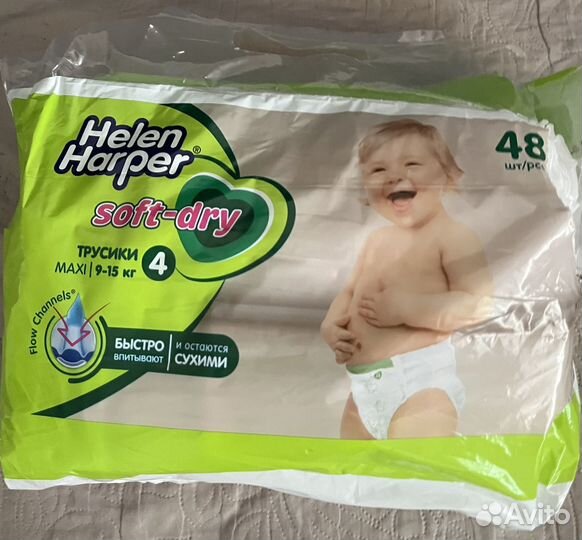 Helen
Harper®
soft-dry
ТРУСИКИ
MAXI | 9-15 кг
4
Flow Channels®
БЫСТРО
ВПИТЫВАЮТ
И ОСТАЮТСЯ
СУХИМИ
48
шт/pcs
Avito